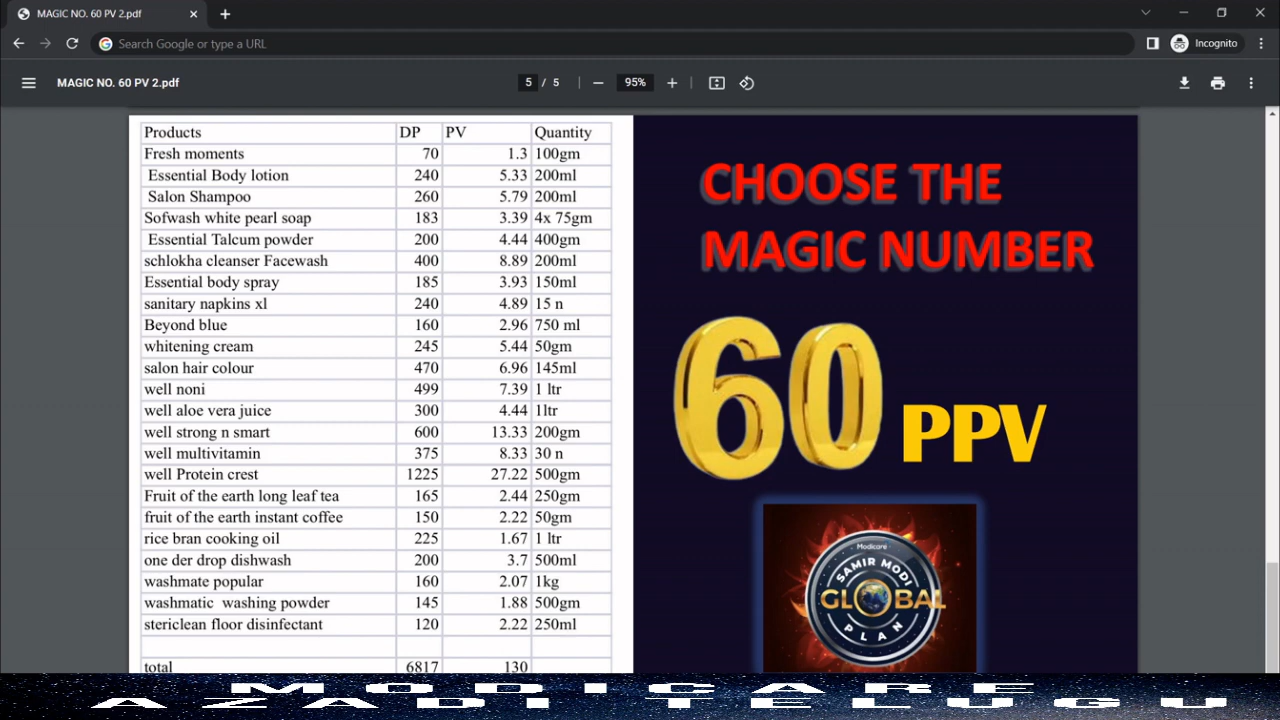 MAGIC NO. 60 PV 2.pdf
Search Google or type a URL
Incognito
MAGIC NO. 60 PV 2.pdf
5 / 5
95%
Products DP PV Quantity
Fresh moments 70 1.3 100gm
Essential Body lotion 240 5.33 200ml
Salon Shampoo 260 5.79 200ml
Sofwash white pearl soap 183 3.39 4x 75gm
Essential Talcum powder 200 4.44 400gm
schlokha cleanser Facewash 400 8.89 200ml
Essential body spray 185 3.93 150ml
sanitary napkins xl 240 4.89 15 n
Beyond blue 160 2.96 750 ml
whitening cream 245 5.44 50gm
salon hair colour 470 6.96 145ml
well noni 499 7.39 1 ltr
well aloe vera juice 300 4.44 1ltr
well strong n smart 600 13.33 200gm
well multivitamin 375 8.33 30 n
well Protein crest 1225 27.22 500gm
Fruit of the earth long leaf tea 165 2.44 250gm
fruit of the earth instant coffee 150 2.22 50gm
rice bran cooking oil 225 1.67 1 ltr
one der drop dishwash 200 3.7 500ml
washmate popular 160 2.07 1kg
washmatic washing powder 145 1.88 500gm
stericlean floor disinfectant 120 2.22 250ml
total 6817 130
CHOOSE THE
MAGIC NUMBER
60 PPV
Modicare
SAMIR MODI
GLOBAL
PLAN
MODICARE
AZADI TELUGU